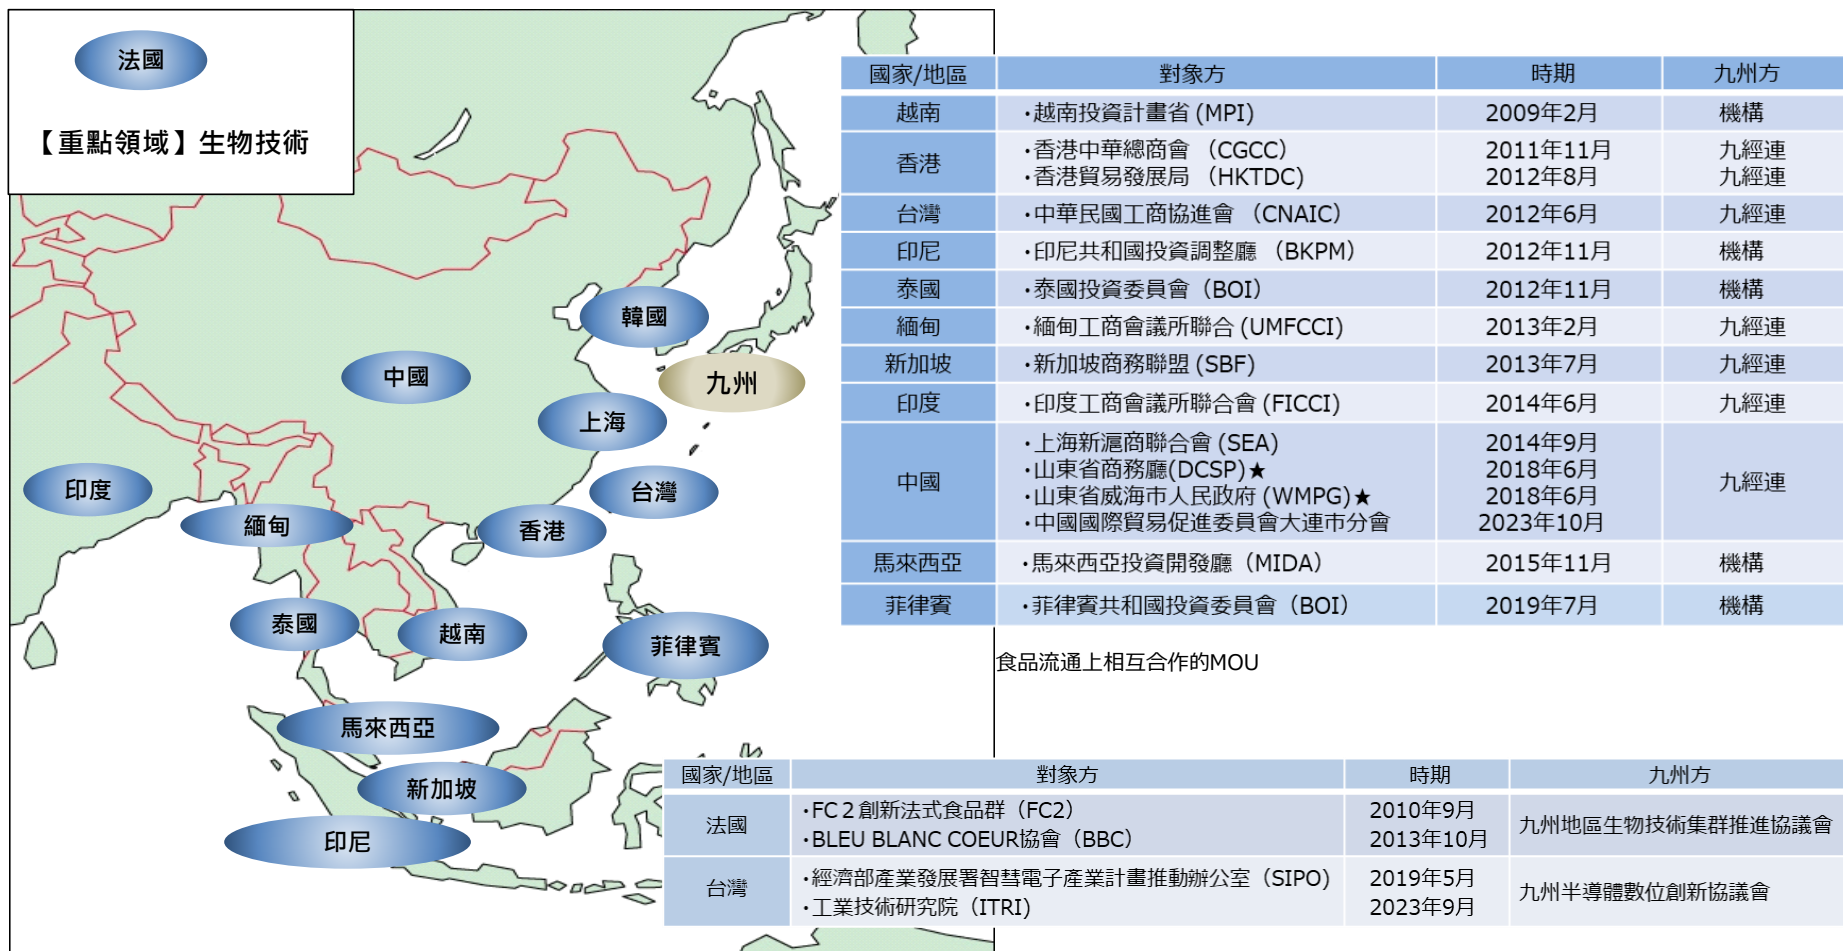 法國
【重點領域】生物技術
韓國
中國
九州
上海
印度
台灣
緬甸
香港
泰國
越南
菲律賓
馬來西亞
新加坡
印尼
國家/地區 對象方 時期 九州方
越南 ・越南投資計畫省 (MPI) 2009年2月 機構
香港 ・香港中華總商會 （CGCC） 2011年11月 九經連
・香港貿易發展局 （HKTDC) 2012年8月 九經連
台灣 ・中華民國工商協進會 （CNAIC） 2012年6月 九經連
印尼 ・印尼共和國投資調整廳 （BKPM） 2012年11月 機構
泰國 ・泰國投資委員會（BOI） 2012年11月 機構
緬甸 ・緬甸工商會議所聯合 (UMFCCI) 2013年2月 九經連
新加坡 ・新加坡商務聯盟 (SBF) 2013年7月 九經連
印度 ・印度工商會議所聯合會 (FICCI) 2014年6月 九經連
中國 ・上海新滬商聯合會 (SEA) 2014年9月 九經連
・山東省商務廳(DCSP)★ 2018年6月
・山東省威海市人民政府 (WMPG)★ 2018年6月
・中國國際貿易促進委員會大連市分會 2023年10月
馬來西亞 ・馬來西亞投資開發廳（MIDA） 2015年11月 機構
菲律賓 ・菲律賓共和國投資委員會（BOI） 2019年7月 機構
食品流通上相互合作的MOU
國家/地區 對象方 時期 九州方
法國 ・FC２創新法式食品群（FC2） 2010年9月 九州地區生物技術集群推進協議會
・BLEU BLANC COEUR協會（BBC） 2013年10月
台灣 ・經濟部產業發展署智彗電子產業計畫推動辦公室（SIPO) 2019年5月 九州半導體數位創新協議會
・工業技術研究院（ITRI) 2023年9月